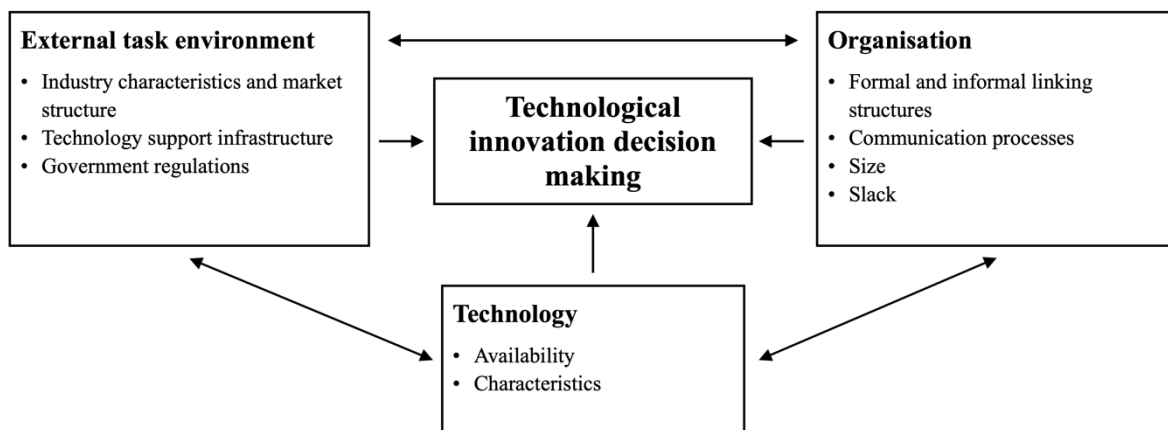 External task environment
• Industry characteristics and market
structure
• Technology support infrastructure
• Government regulations
Technological
innovation decision
making
Organisation
• Formal and informal linking
structures
• Communication processes
• Size
• Slack
Technology
• Availability
• Characteristics